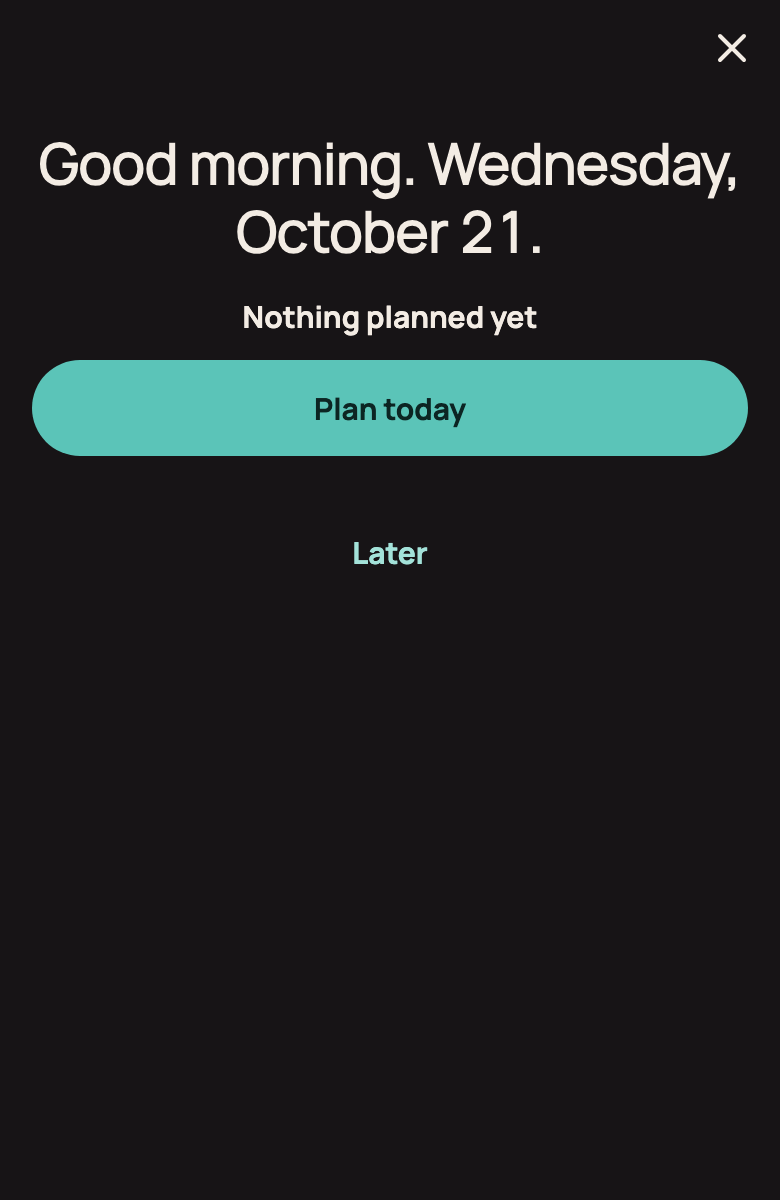 Good morning. Wednesday,
October 21.
Nothing planned yet
Plan today
Later